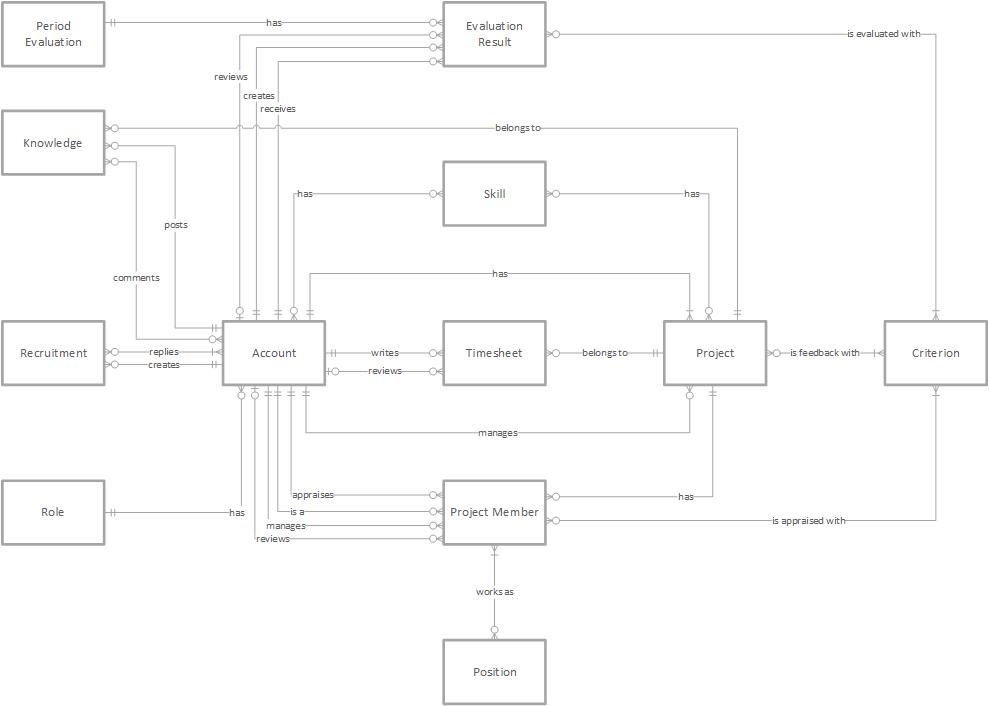 Period
Evaluation
has
Evaluation
Result
is evaluated with
reviews
creates
receives
Knowledge
belongs to
posts
comments
has
Skill
has
has
Recruitment
replies
creates
Account
writes
reviews
Timesheet
belongs to
Project
is feedback with
Criterion
manages
Role
has
appraises
is a
manages
reviews
Project Member
has
is appraised with
works as
Position